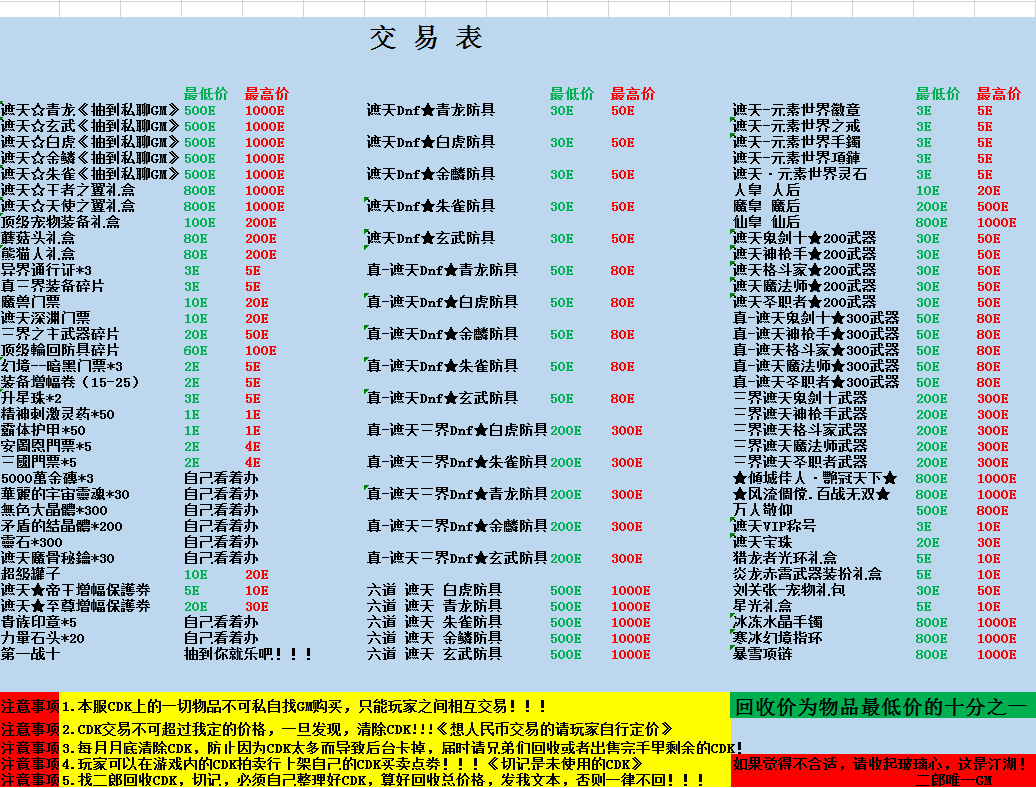 交 易 表
最低价 最高价 最低价 最高价 最低价 最高价
遮天☆青龙《抽到私聊GM》 500E 1000E 遮天Dnf★青龙防具 30E 50E 遮天-元素世界徽章 3E 5E
遮天☆玄武《抽到私聊GM》 500E 1000E 遮天-元素世界之戒 3E 5E
遮天☆白虎《抽到私聊GM》 500E 1000E 遮天Dnf★白虎防具 30E 50E 遮天-元素世界手鐲 3E 5E
遮天☆金鳞《抽到私聊GM》 500E 1000E 遮天-元素世界項鏈 3E 5E
遮天☆朱雀《抽到私聊GM》 500E 1000E 遮天Dnf★金麟防具 30E 50E 遮天·元素世界灵石 3E 5E
遮天☆王者之翼礼盒 800E 1000E 人皇 人后 10E 20E
遮天☆天使之翼礼盒 800E 1000E 遮天Dnf★朱雀防具 30E 50E 魔皇 魔后 200E 500E
顶级宠物装备礼盒 100E 200E 仙皇 仙后 800E 1000E
蘑菇头礼盒 80E 200E 遮天Dnf★玄武防具 30E 50E 遮天鬼剑士★200武器 30E 50E
熊猫人礼盒 80E 200E 遮天神枪手★200武器 30E 50E
异界通行证*3 3E 5E 真-遮天Dnf★青龙防具 50E 80E 遮天格斗家★200武器 30E 50E
真三界装备碎片 3E 5E 遮天魔法师★200武器 30E 50E
魔兽门票 10E 20E 真-遮天Dnf★白虎防具 50E 80E 遮天圣职者★200武器 30E 50E
遮天深渊门票 10E 20E 真-遮天鬼剑士★300武器 50E 80E
三界之主武器碎片 20E 50E 真-遮天Dnf★金麟防具 50E 80E 真-遮天神枪手★300武器 50E 80E
顶级輪回防具碎片 60E 100E 真-遮天格斗家★300武器 50E 80E
幻境--暗黑门票*3 2E 5E 真-遮天Dnf★朱雀防具 50E 80E 真-遮天魔法师★300武器 50E 80E
装备增幅券（15-25） 2E 5E 真-遮天圣职者★300武器 50E 80E
升星珠*2 3E 5E 真-遮天Dnf★玄武防具 50E 80E 三界遮天鬼剑士武器 200E 300E
精神刺激灵药*50 1E 1E 三界遮天神枪手武器 200E 300E
霸体护甲*50 1E 1E 真-遮天三界Dnf★白虎防具 200E 300E 三界遮天格斗家武器 200E 300E
安圖恩門票*5 2E 4E 三界遮天魔法师武器 200E 300E
三國門票*5 2E 4E 真-遮天三界Dnf★朱雀防具 200E 300E 三界遮天圣职者武器 200E 300E
5000萬金磚*3 自己看着办 ★倾城佳人·艷冠天下★ 800E 1000E
華麗的宇宙靈魂*30 自己看着办 真-遮天三界Dnf★青龙防具 200E 300E ★风流倜傥.百战无双★ 800E 1000E
無色大晶體*300 自己看着办 万人敬仰 500E 800E
矛盾的結晶體*200 自己看着办 真-遮天三界Dnf★金麟防具 200E 300E 遮天VIP称号 3E 10E
靈石*300 自己看着办 遮天宝珠 20E 30E
遮天魔骨秘鑰*30 自己看着办 真-遮天三界Dnf★玄武防具 200E 300E 猎龙者光环礼盒 5E 10E
超級罐子 10E 20E 炎龙赤霄武器装扮礼盒 5E 10E
遮天★帝王增幅保護券 5E 10E 六道 遮天 白虎防具 500E 1000E 刘关张-宠物礼包 30E 50E
遮天★至尊增幅保護券 20E 30E 六道 遮天 青龙防具 500E 1000E 星光礼盒 5E 10E
貴族印章*5 自己看着办 六道 遮天 朱雀防具 500E 1000E 冰冻水晶手镯 800E 1000E
力量石头*20 自己看着办 六道 遮天 金鳞防具 500E 1000E 寒冰幻境指环 800E 1000E
第一战士 抽到你就乐吧！！！ 六道 遮天 玄武防具 500E 1000E 暴雪项链 800E 1000E
注意事项 1.本服CDK上的一切物品不可私自找GM购买，只能玩家之间相互交易！！！ 回收价为物品最低价的十分之一
注意事项 2.CDK交易不可超过我定的价格，一旦发现，清除CDK!!!《想人民币交易的请玩家自行定价》
注意事项 3.每月月底清除CDK，防止因为CDK太多而导致后台卡掉，届时请兄弟们回收或者出售完手里剩余的CDK！
注意事项 4.玩家可以在游戏内的CDK拍卖行上架自己的CDK买卖点券！！！《切记是未使用的CDK》 如果觉得不合适，请收起玻璃心，这是江湖！
注意事项 5.找二郎回收CDK，切记，必须自己整理好CDK，算好回收总价格，发我文本，否则一律不回！！！ 二郎唯一GM